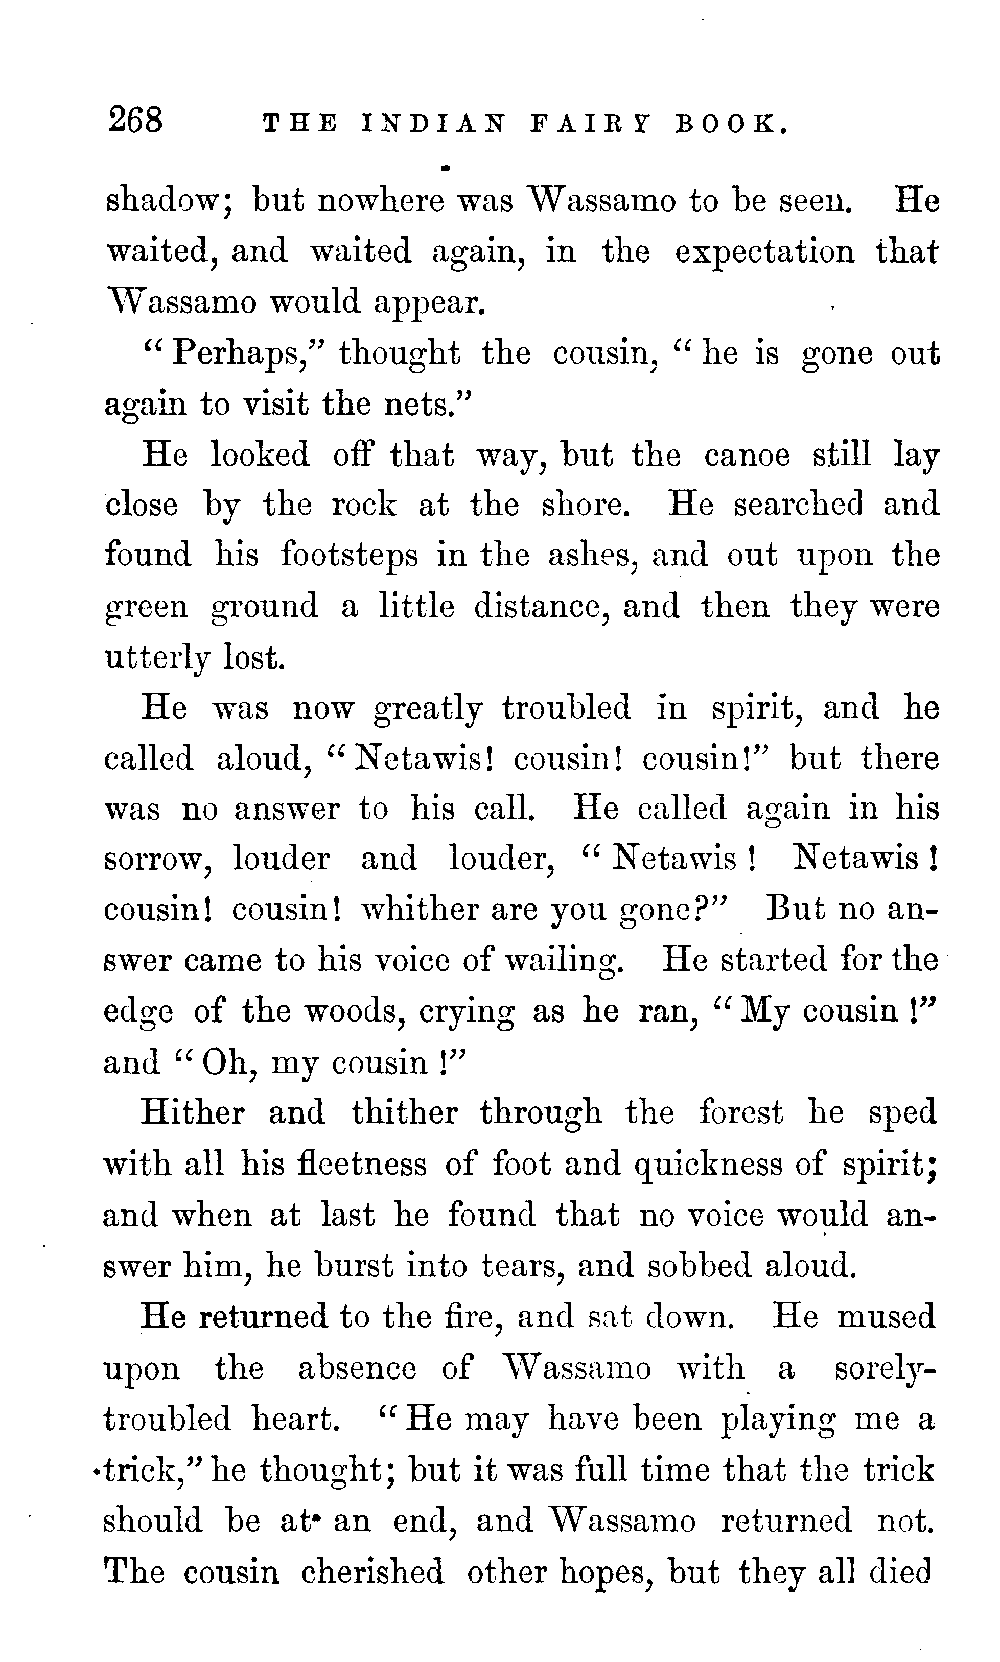 268 THE INDIAN FAIRY BOOK.
shadow; but nowhere was Wassamo to be seen. He
waited, and waited again, in the expectation that
Wassamo would appear.
“Perhaps,” thought the cousin, “he is gone out
again to visit the nets.”
He looked off that way, but the canoe still lay
close by the rock at the shore. He searched and
found his footsteps in the ashes, and out upon the
green ground a little distance, and then they were
utterly lost.
He was now greatly troubled in spirit, and he
called aloud, “Netawis! cousin! cousin!” but there
was no answer to his call. He called again in his
sorrow, louder and louder, “Netawis! Netawis!
cousin! cousin! whither are you gone?” But no an-
swer came to his voice of wailing. He started for the
edge of the woods, crying as he ran, “My cousin!”
and “Oh, my cousin!”
Hither and thither through the forest he sped
with all his fleetness of foot and quickness of spirit;
and when at last he found that no voice would an-
swer him, he burst into tears, and sobbed aloud.
He returned to the fire, and sat down. He mused
upon the absence of Wassamo with a sorely-
troubled heart. “He may have been playing me a
trick,” he thought; but it was full time that the trick
should be at an end, and Wassamo returned not.
The cousin cherished other hopes, but they all died